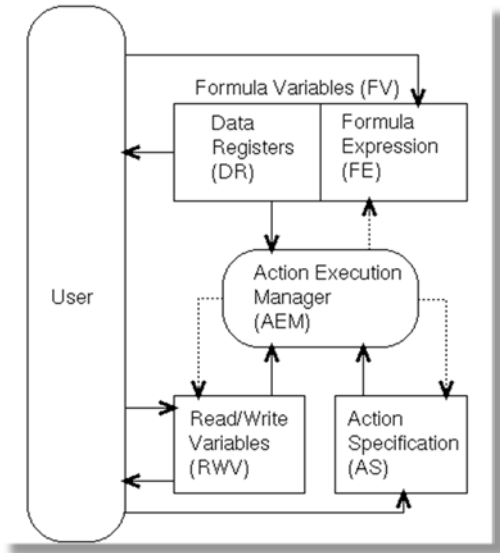 Formula Variables (FV)
Data
Registers
(DR)
Formula
Expression
(FE)
Action Execution
Manager
(AEM)
User
Read/Write
Variables
(RWV)
Action
Specification
(AS)